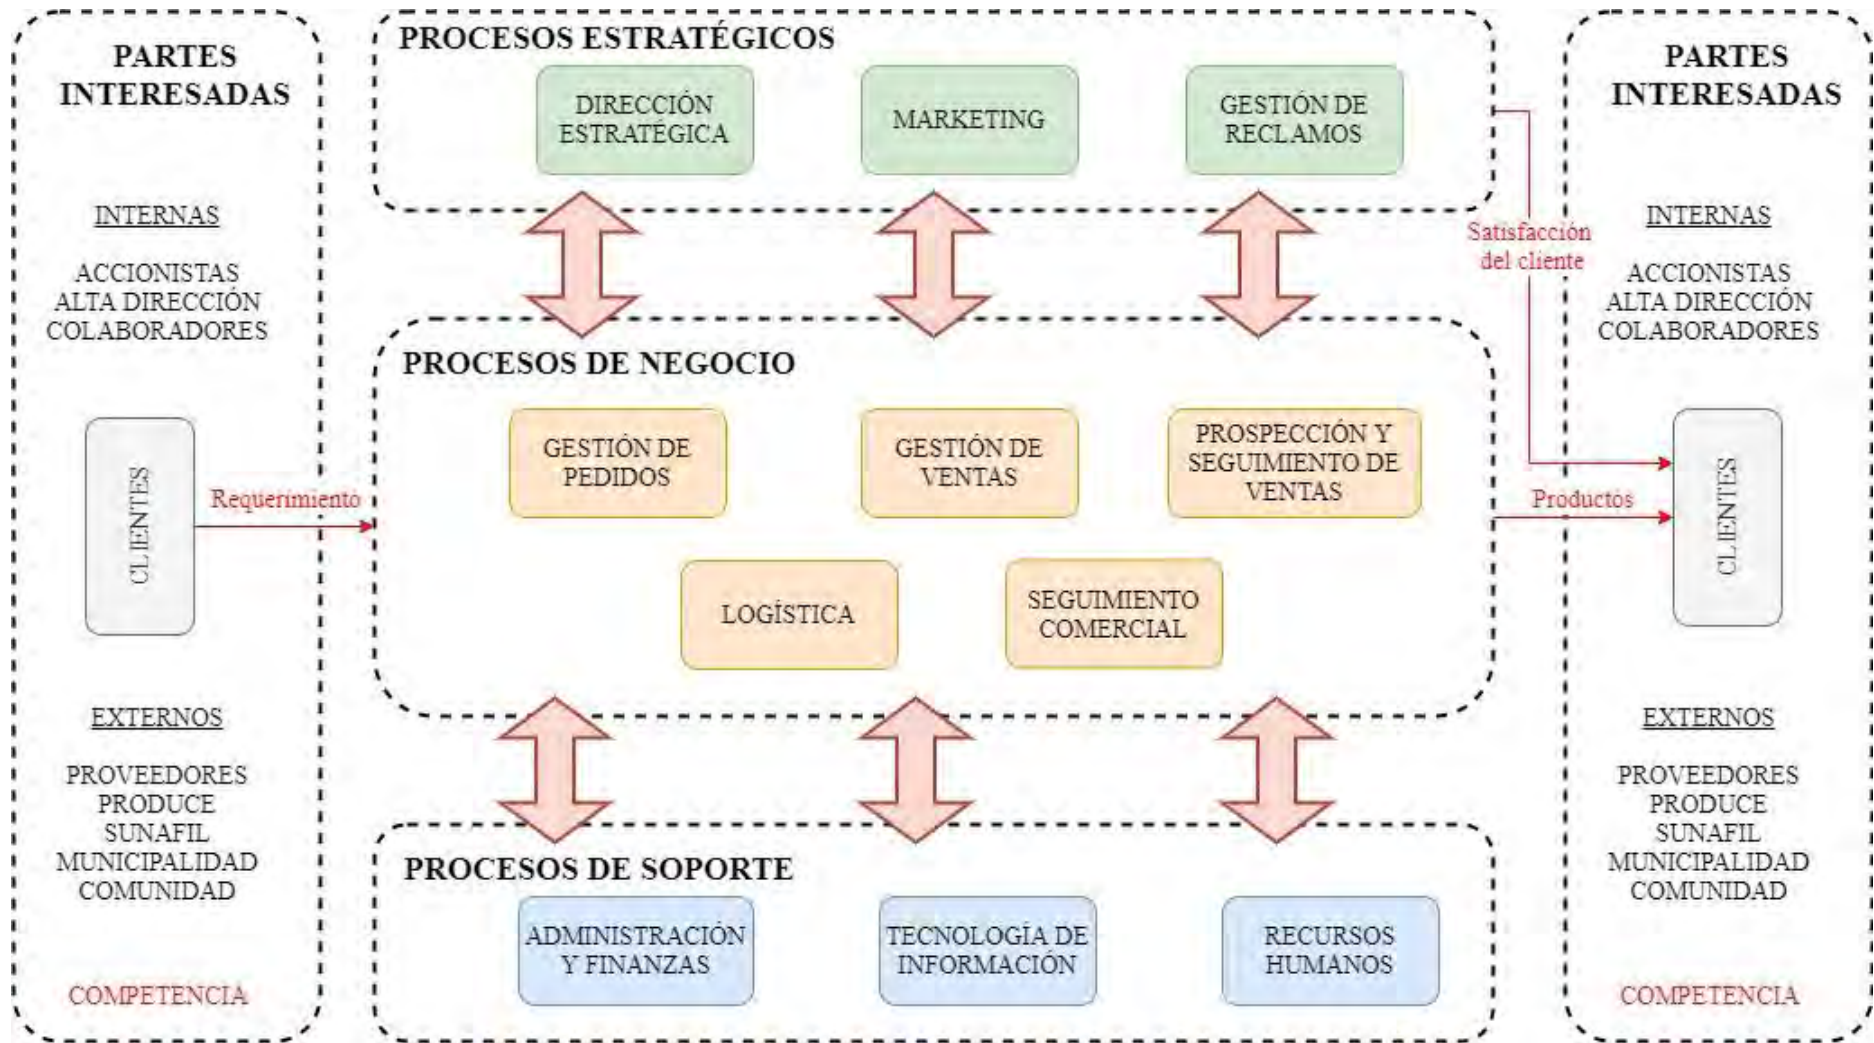 PARTES
INTERESADAS
INTERNAS
ACCIONISTAS
ALTA DIRECCIÓN
COLABORADORES
CLIENTES
EXTERNOS
PROVEEDORES
PRODUCE
SUNAFIL
MUNICIPALIDAD
COMUNIDAD
COMPETENCIA
Requerimiento
PROCESOS ESTRATÉGICOS
DIRECCIÓN
ESTRATÉGICA
MARKETING
GESTIÓN DE
RECLAMOS
PROCESOS DE NEGOCIO
GESTIÓN DE
PEDIDOS
GESTIÓN DE
VENTAS
PROSPECCIÓN Y
SEGUIMIENTO DE
VENTAS
LOGÍSTICA
SEGUIMIENTO
COMERCIAL
PROCESOS DE SOPORTE
ADMINISTRACIÓN
Y FINANZAS
TECNOLOGÍA DE
INFORMACIÓN
RECURSOS
HUMANOS
Satisfacción
del cliente
Productos
PARTES
INTERESADAS
INTERNAS
ACCIONISTAS
ALTA DIRECCIÓN
COLABORADORES
CLIENTES
EXTERNOS
PROVEEDORES
PRODUCE
SUNAFIL
MUNICIPALIDAD
COMUNIDAD
COMPETENCIA